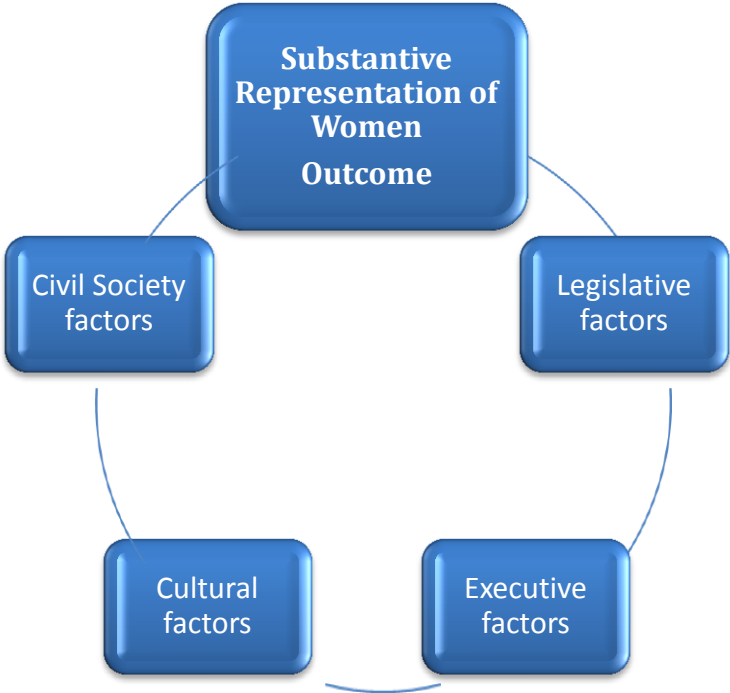 Substantive
Representation of
Women
Outcome
Civil Society
factors
Legislative
factors
Cultural
factors
Executive
factors